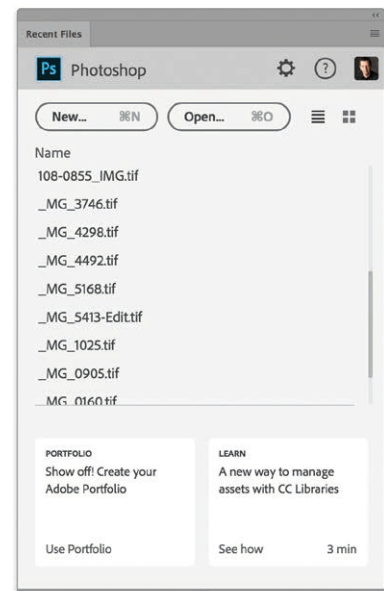 Recent Files
Ps Photoshop
New... ⌘N Open... ⌘O
Name
108-0855_IMG.tif
_MG_3746.tif
_MG_4298.tif
_MG_4492.tif
_MG_5168.tif
_MG_5413-Edit.tif
_MG_1025.tif
_MG_0905.tif
_MG_0160.tif
PORTFOLIO
Show off! Create your
Adobe Portfolio
Use Portfolio
LEARN
A new way to manage
assets with CC Libraries
See how 3 min